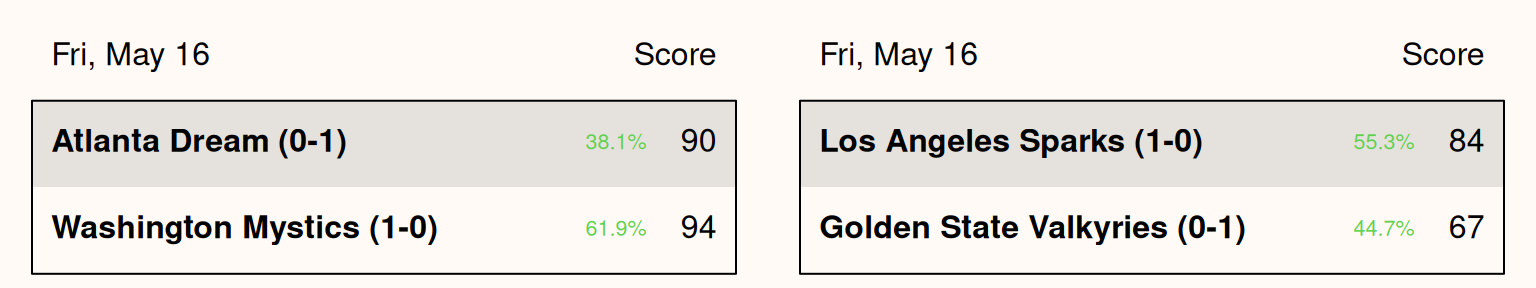 Fri, May 16 Score
Atlanta Dream (0-1) 38.1% 90
Washington Mystics (1-0) 61.9% 94
Fri, May 16 Score
Los Angeles Sparks (1-0) 55.3% 84
Golden State Valkyries (0-1) 44.7% 67